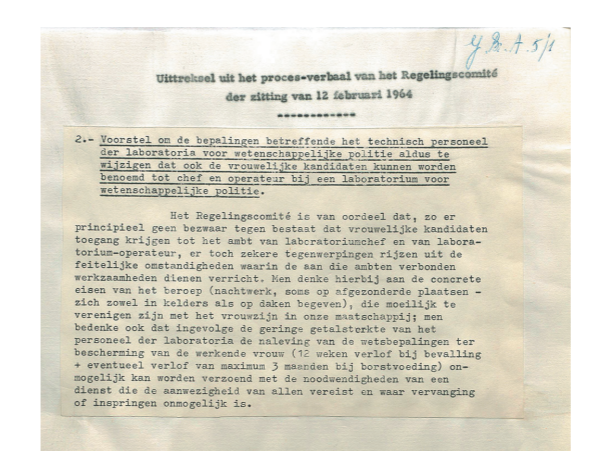 Uittreksel uit het proces-verbaal van het Regelingscomité
der zitting van 12 februari 1964
2.- Voorstel om de bepalingen betreffende het technisch personeel
der laboratoria voor wetenschappelijke politie aldus te
wijzigen dat ook de vrouwelijke kandidaten kunnen worden
benoemd tot chef en operateur bij een laboratorium voor
wetenschappelijke politie.
Het Regelingscomité is van oordeel dat, zo er
principieel geen bezwaar tegen bestaat dat vrouwelijke kandidaten
toegang krijgen tot het ambt van laboratoriumchef en van labora-
torium-operateur, er toch zekere tegenwerpingen rijzen uit de
feitelijke omstandigheden waarin de aan die ambten verbonden
werkzaamheden dienen verricht. Men denke hierbij aan de concrete
eisen van het beroep (nachtwerk, soms op afgezonderde plaatsen -
zich zowel in kelders als op daken begeven), die moeilijk te
verenigen zijn met het vrouwzijn in onze maatschappij; men
bedenke ook dat ingevolge de geringe getalsterkte van het
personeel der laboratoria de naleving van de wetsbepalingen ter
bescherming van de werkende vrouw (12 weken verlof bij bevalling
+ eventueel verlof van maximum 3 maanden bij borstvoeding) on-
mogelijk kan worden verzoend met de noodwendigheden van een
dienst die de aanwezigheid van allen vereist en waar vervanging
of inspringen onmogelijk is.